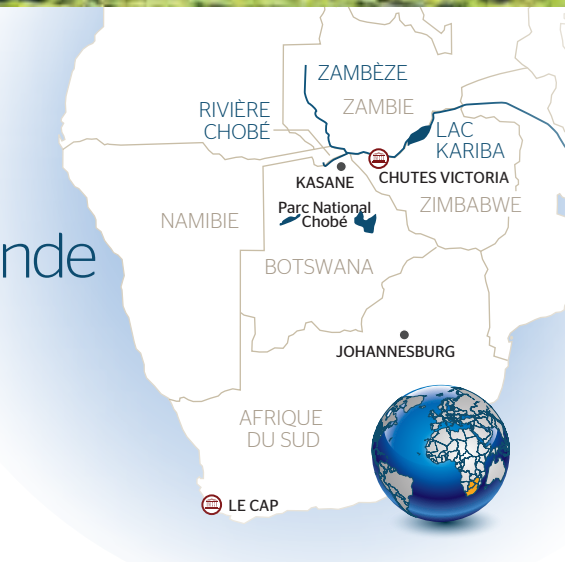 ZAMBÈZE
RIVIÈRE
CHOBÉ
ZAMBIE
LAC
KARIBA
KASANE
CHUTES VICTORIA
Parc National
Chobé
NAMIBIE
ZIMBABWE
nde
BOTSWANA
JOHANNESBURG
AFRIQUE
DU SUD
LE CAP